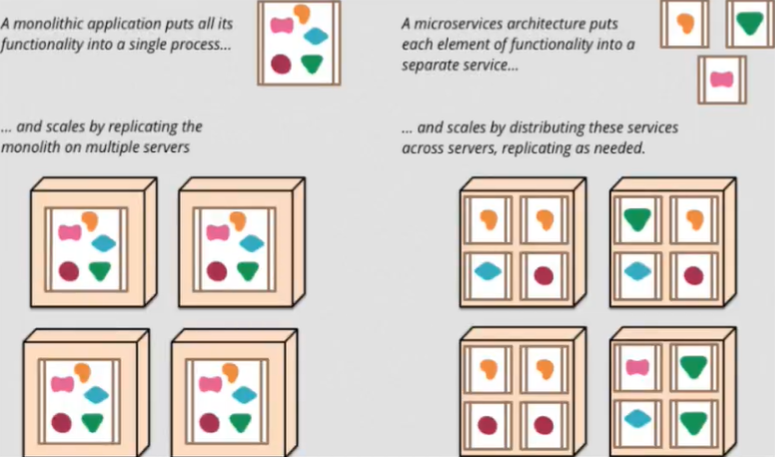 A monolithic application puts all its
functionality into a single process...
... and scales by replicating the
monolith on multiple servers
A microservices architecture puts
each element of functionality into a
separate service...
... and scales by distributing these services
across servers, replicating as needed.